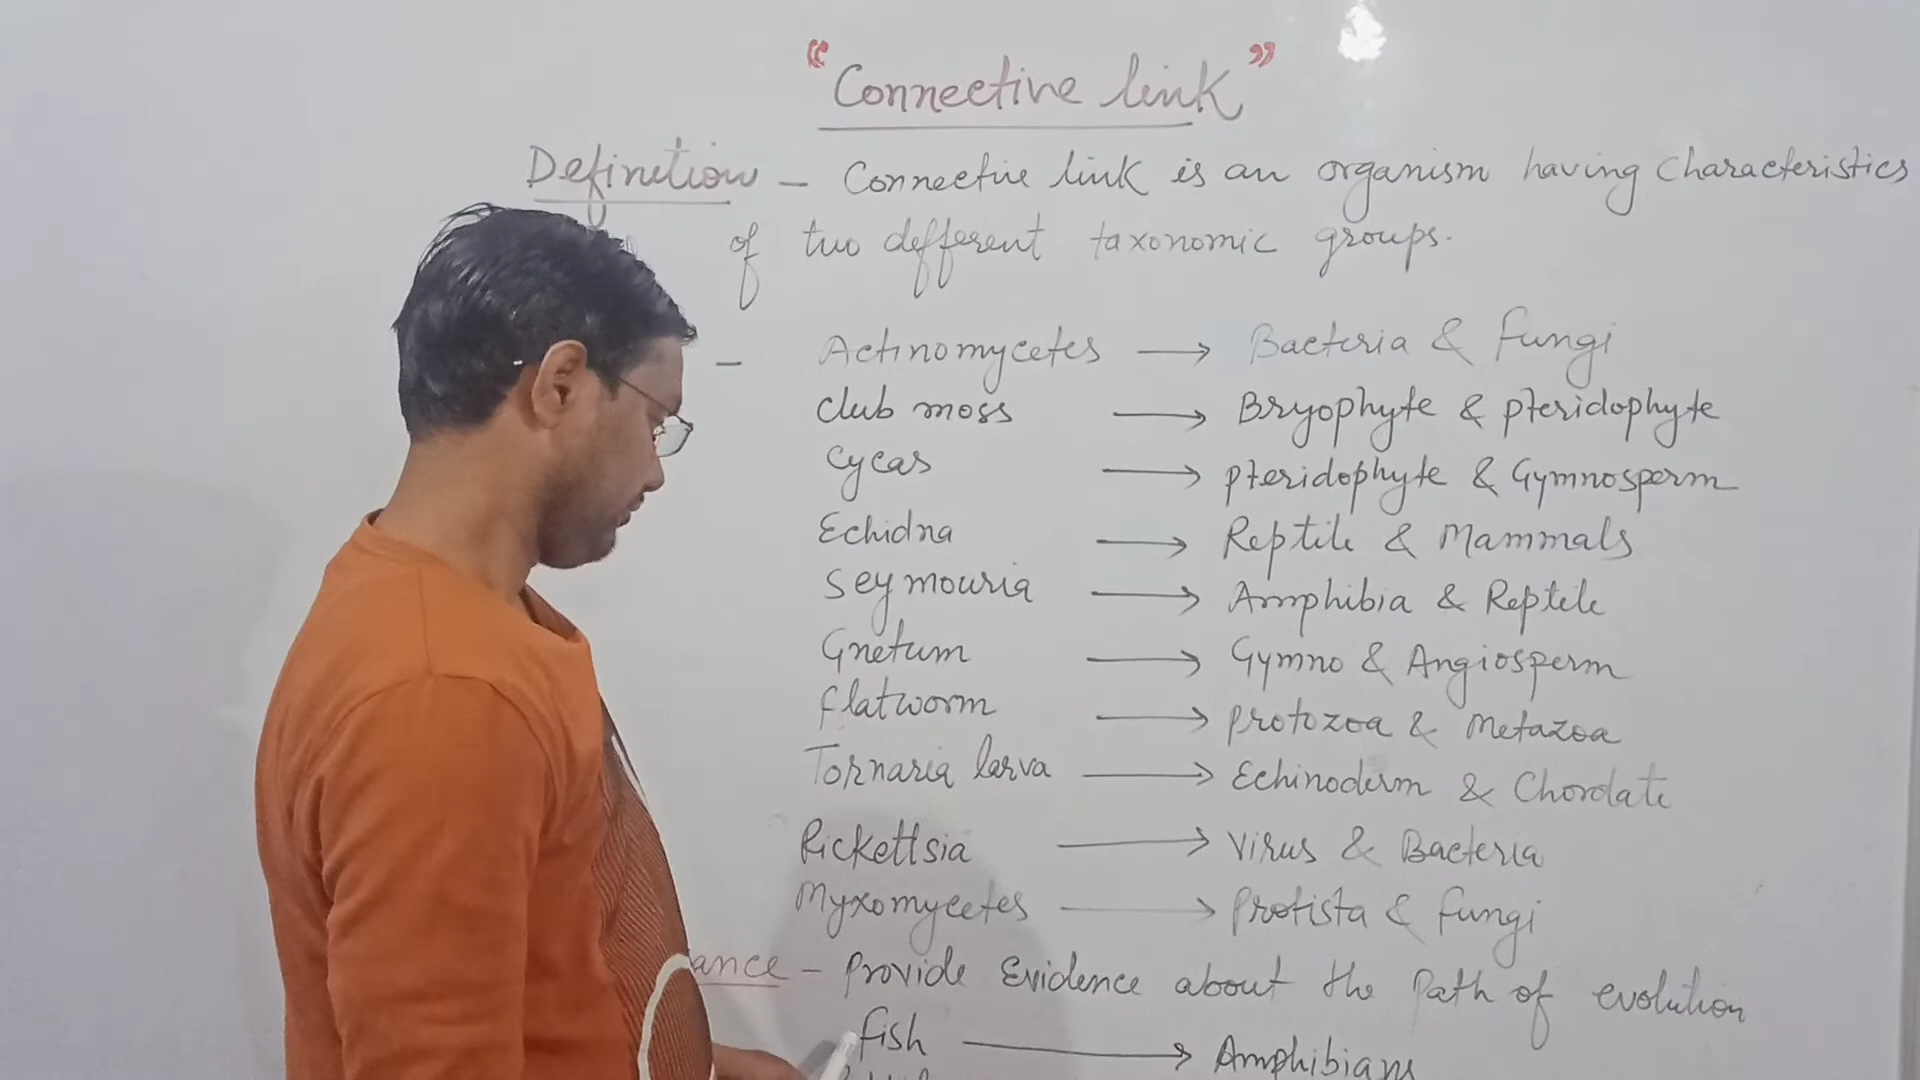 "Connective link"
Definition - Connective link is an organism having characteristics
of two different taxonomic groups.
- Actinomycetes → Bacteria & Fungi
Club moss → Bryophyte & pteridophyte
Cycas → pteridophyte & Gymnosperm
Echidna → Reptile & Mammals
Seymouria → Amphibia & Reptile
Gnetum → Gymno & Angiosperm
Flatworm → Protozoa & Metazoa
Tornaria larva → Echinoderm & Chordate
Rickettsia → Virus & Bacteria
Myxomycetes → Protista & Fungi
ance - Provide Evidence about the Path of evolution
Fish → Amphibians